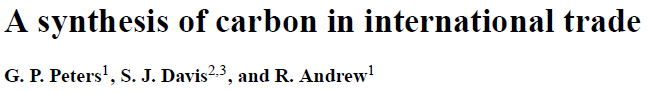 A synthesis of carbon in international trade
G. P. Peters¹, S. J. Davis²,³, and R. Andrew¹